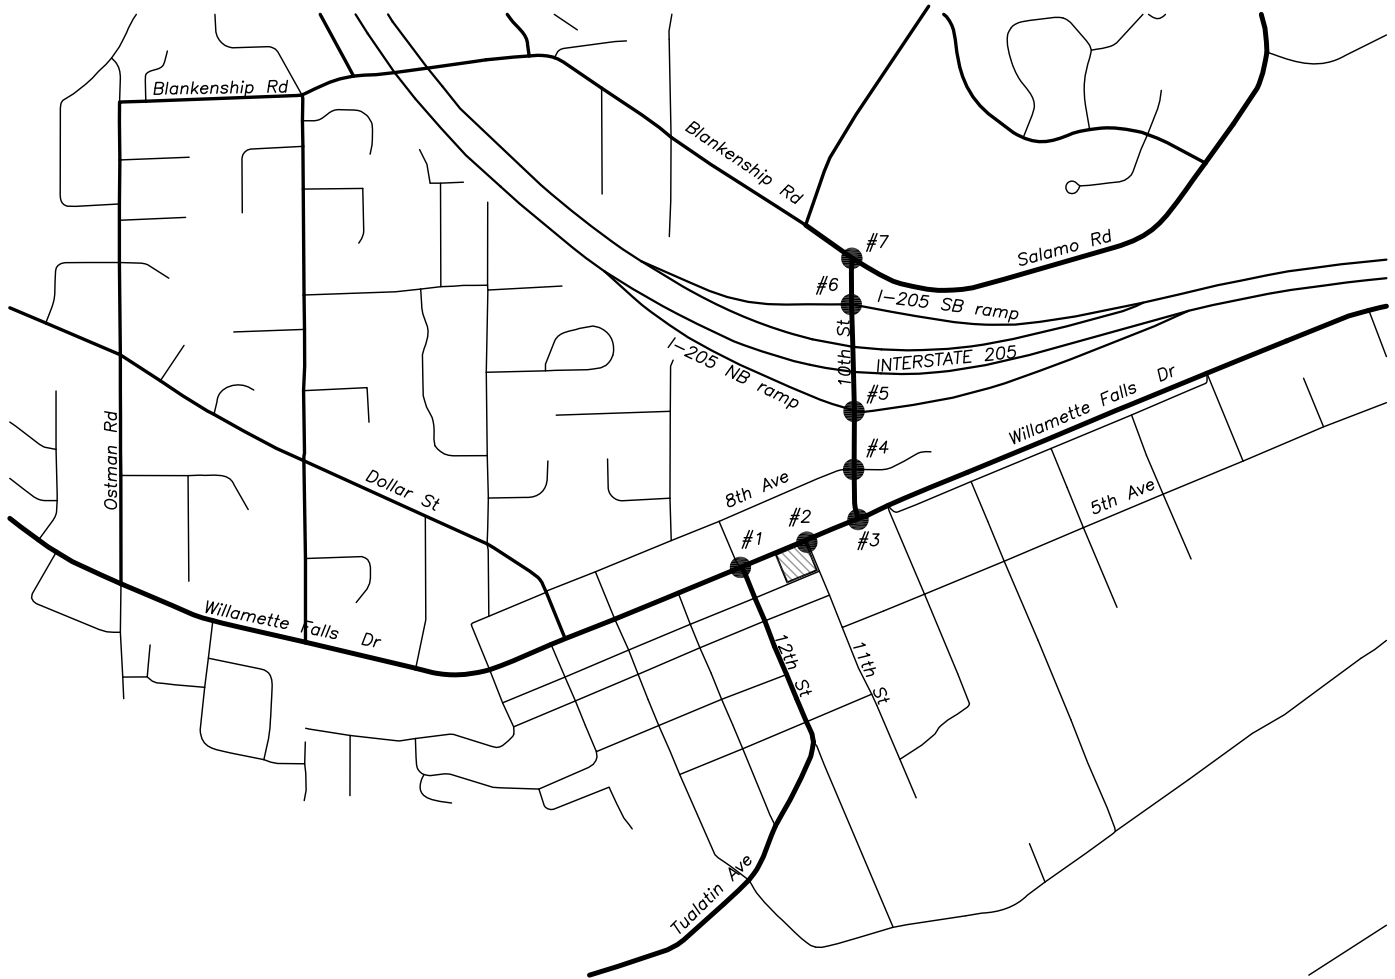 Blankenship Rd
Blankenship Rd
#7
Salamo Rd
#6
I-205 SB ramp
10th St
INTERSTATE 205
I-205 NB ramp
#5
Willamette Falls Dr
Ostman Rd
#4
Dollar St
8th Ave
5th Ave
#2
#1
#3
Willamette Falls Dr
12th St
11th St
Tualatin Ave